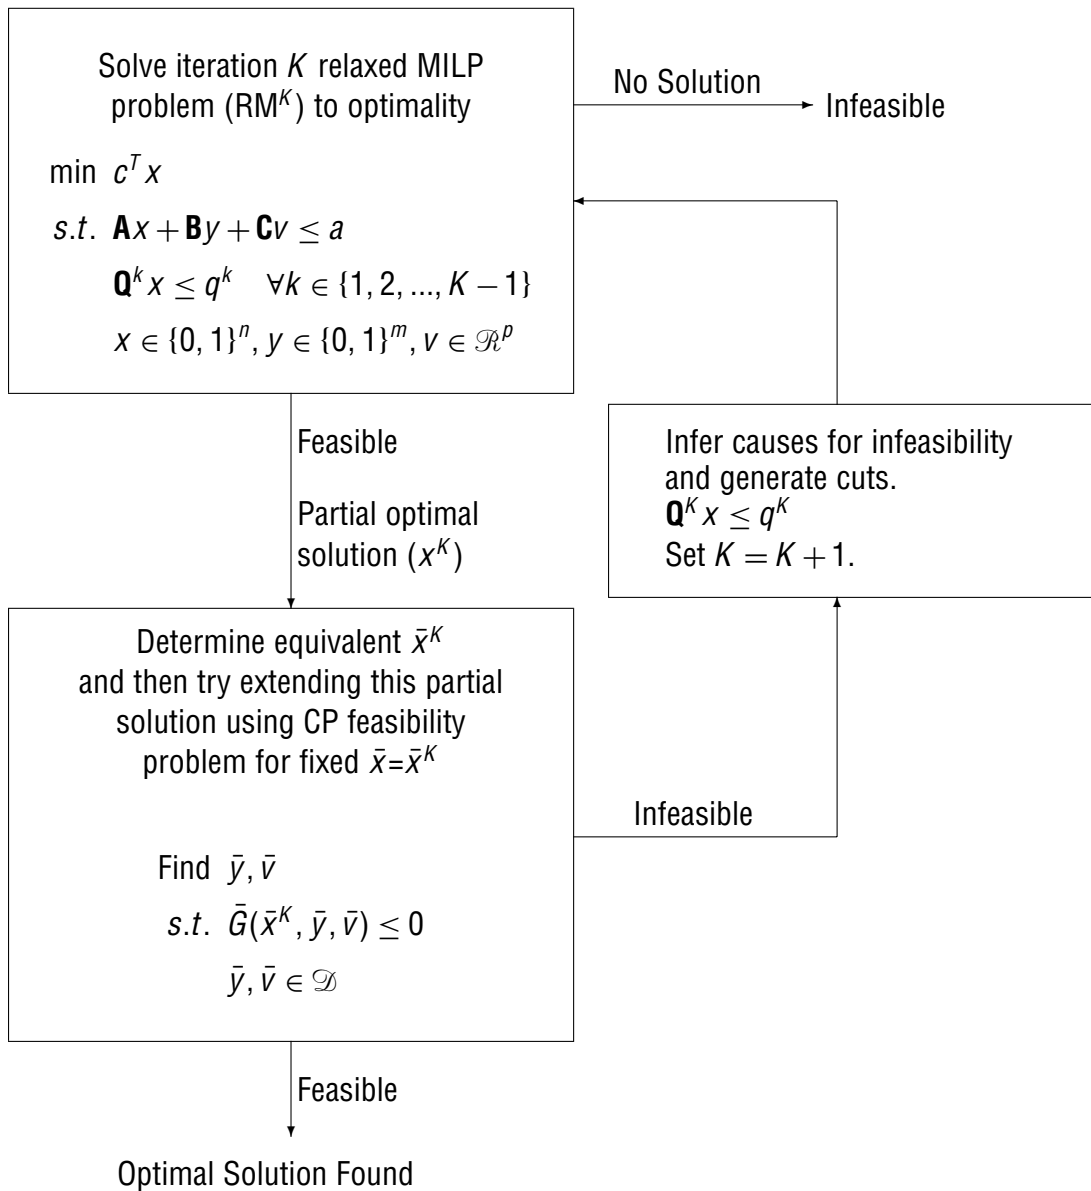 Solve iteration K relaxed MILP
problem (RM^K) to optimality
min c^T x
s.t. Ax + By + Cv ≤ a
Q^k x ≤ q^k ∀k ∈ {1, 2, ..., K − 1}
x ∈ {0, 1}^n, y ∈ {0, 1}^m, v ∈ ℛ^p
No Solution
Infeasible
Feasible
Partial optimal
solution (x^K)
Infer causes for infeasibility
and generate cuts.
Q^K x ≤ q^K
Set K = K + 1.
Determine equivalent x̄^K
and then try extending this partial
solution using CP feasibility
problem for fixed x̄=x̄^K
Find ȳ, v̄
s.t. Ḡ(x̄^K, ȳ, v̄) ≤ 0
ȳ, v̄ ∈ 𝒟
Infeasible
Feasible
Optimal Solution Found